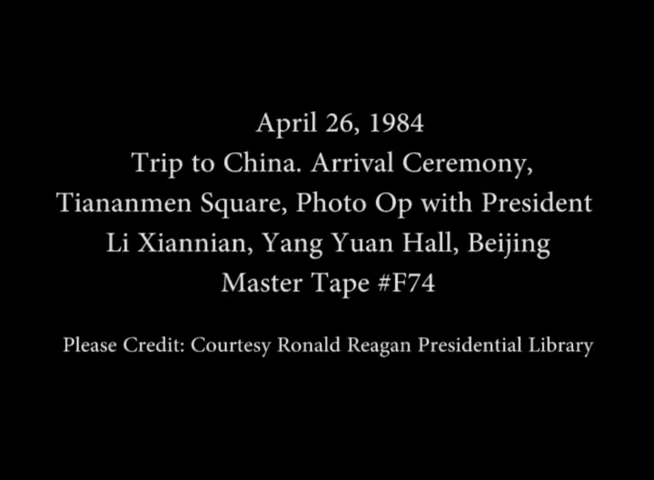 April 26, 1984
Trip to China. Arrival Ceremony,
Tiananmen Square, Photo Op with President
Li Xiannian, Yang Yuan Hall, Beijing
Master Tape #F74
Please Credit: Courtesy Ronald Reagan Presidential Library